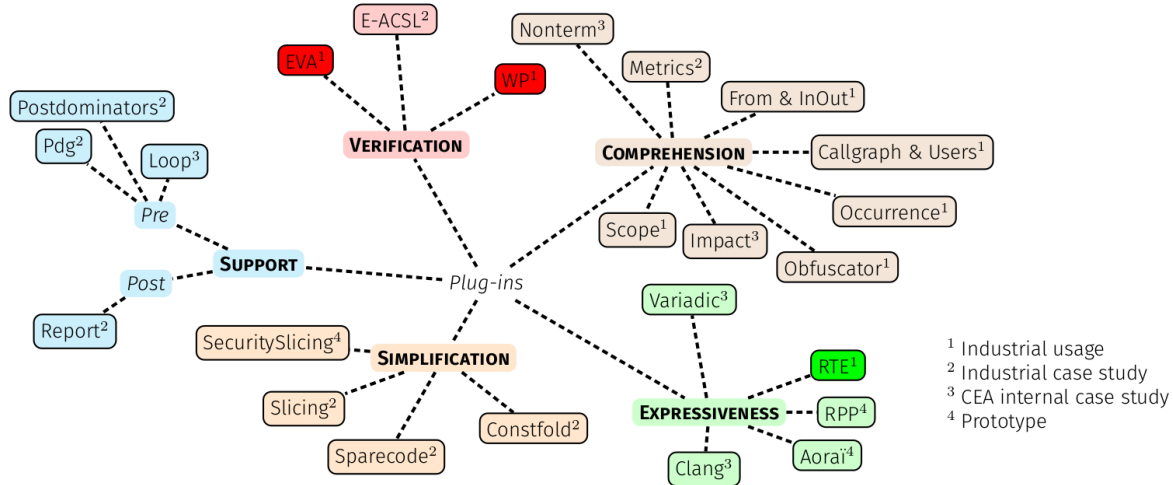 E-ACSL²
Nonterm³
EVA¹
WP¹
Metrics²
From & InOut¹
Postdominators²
Pdg²
Loop³
VERIFICATION
COMPREHENSION
Callgraph & Users¹
Pre
Scope¹
Impact³
Occurrence¹
SUPPORT
Obfuscator¹
Post
Plug-ins
Variadic³
Report²
SecuritySlicing⁴
SIMPLIFICATION
RTE¹
Slicing²
Constfold²
EXPRESSIVENESS
RPP⁴
Sparecode²
Clang³
Aoraï⁴
¹ Industrial usage
² Industrial case study
³ CEA internal case study
⁴ Prototype